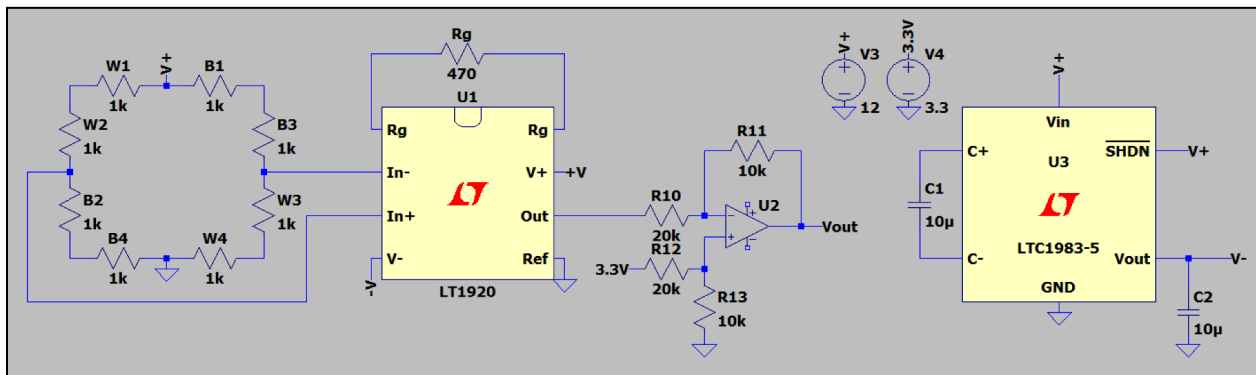 W1
1k
V+
B1
1k
W2
1k
B3
1k
B2
1k
W3
1k
B4
1k
W4
1k
Rg
470
U1
Rg
Rg
In-
V+
+V
In+
Out
V-
Ref
-V
LT1920
R11
10k
R10
20k
U2
Vout
3.3V
R12
20k
R13
10k
V+
V3
12
3.3V
V4
3.3
V+
Vin
C+
SHDN
V+
U3
C1
10µ
LTC1983-5
C-
Vout
V-
GND
C2
10µ